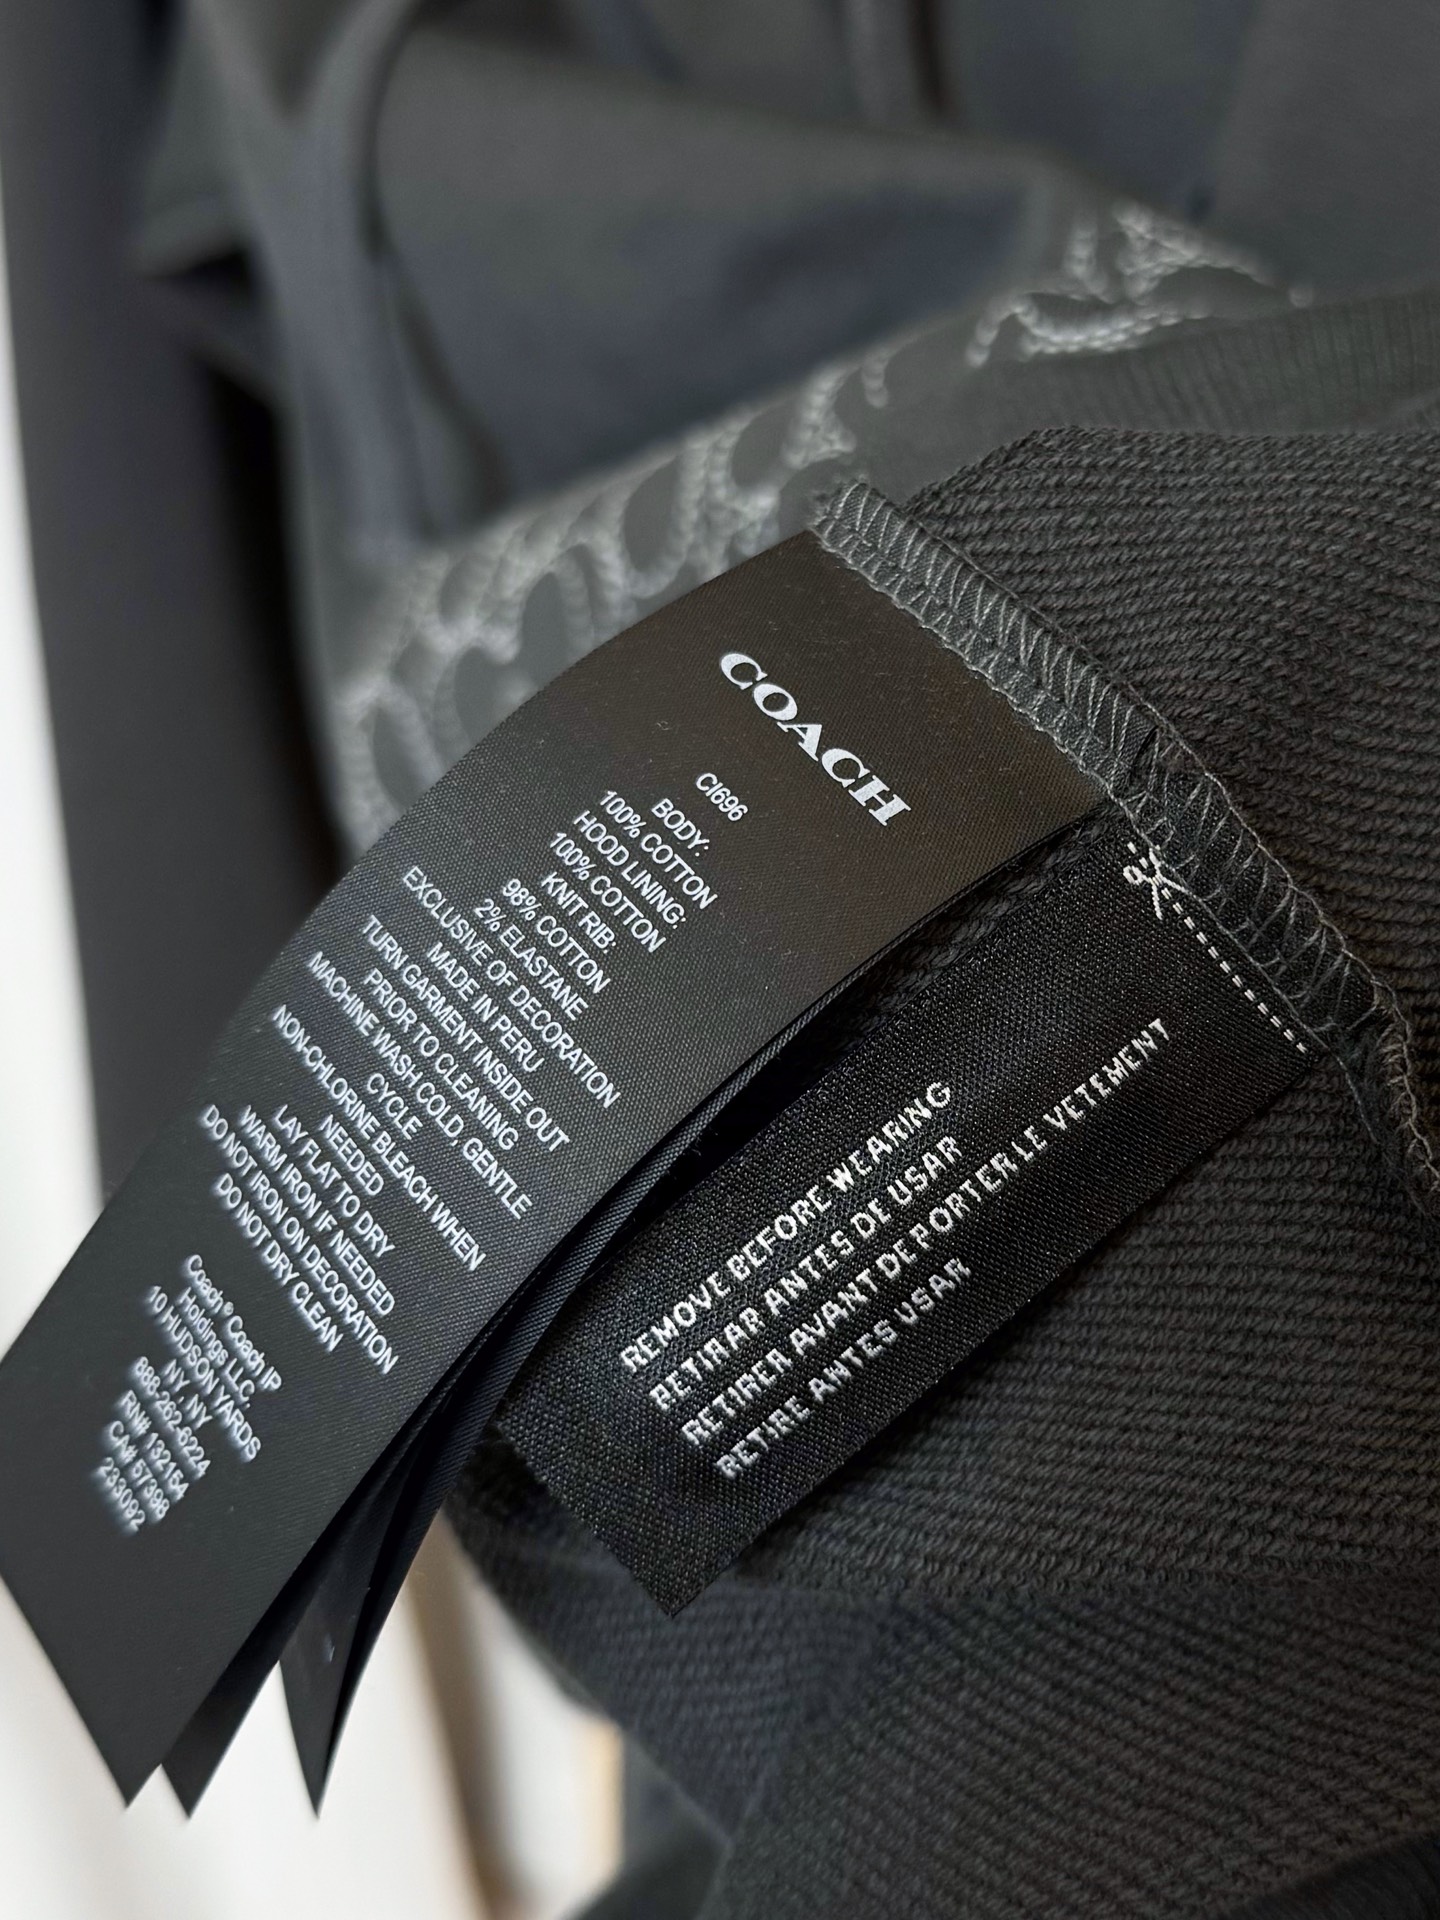 COACH
CI696
BODY:
100% COTTON
HOOD LINING:
100% COTTON
KNIT RIB:
98% COTTON
2% ELASTANE
EXCLUSIVE OF DECORATION
MADE IN PERU
TURN GARMENT INSIDE OUT
PRIOR TO CLEANING
MACHINE WASH COLD, GENTLE
CYCLE
NON-CHLORINE BLEACH WHEN
NEEDED
LAY FLAT TO DRY
WARM IRON IF NEEDED
DO NOT IRON ON DECORATION
DO NOT DRY CLEAN
Coach® Coach IP
Holdings LLC.
10 HUDSON YARDS
NY, NY
888-262-6224
RN# 132154
CA# 57398
233092
REMOVE BEFORE WEARING
RETIRAR ANTES DE USAR
RETIRER AVANT DE PORTER LE VETEMENT
RETIRE ANTES USAR